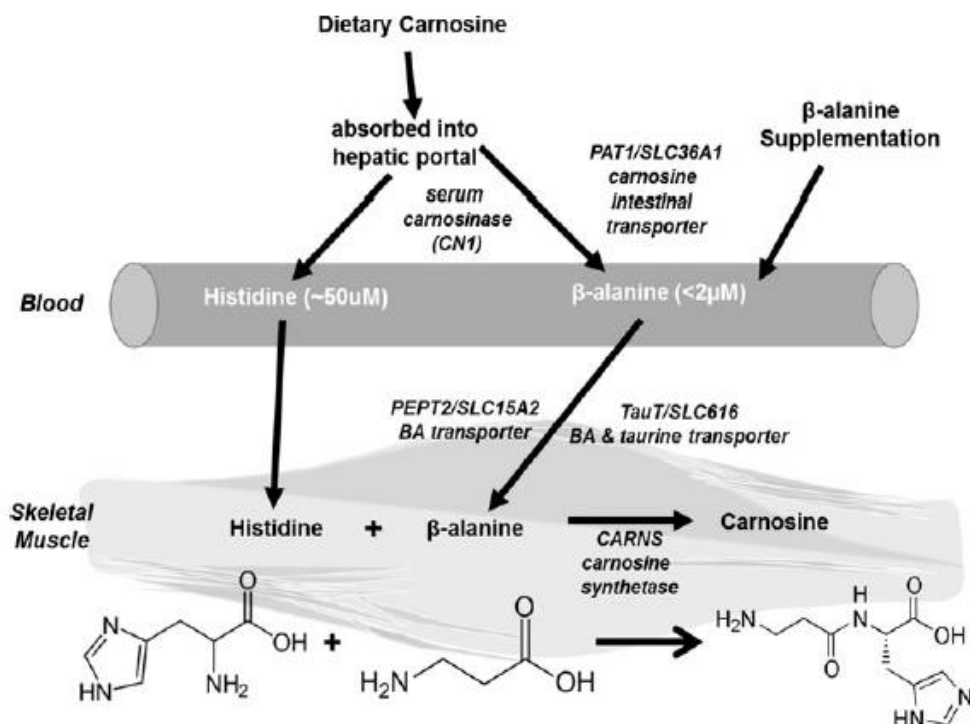 Dietary Carnosine
absorbed into
hepatic portal
β-alanine
Supplementation
PAT1/SLC36A1
carnosine
intestinal
transporter
serum
carnosinase
(CN1)
Blood
Histidine (~50uM)
β-alanine (<2μM)
PEPT2/SLC15A2
BA transporter
TauT/SLC616
BA & taurine transporter
Skeletal
Muscle
Histidine + β-alanine
Carnosine
CARNS
carnosine
synthetase
N
HN
O
OH
NH₂
+
H₂N
O
OH
H₂N
O
H
N
O
OH
N
HN